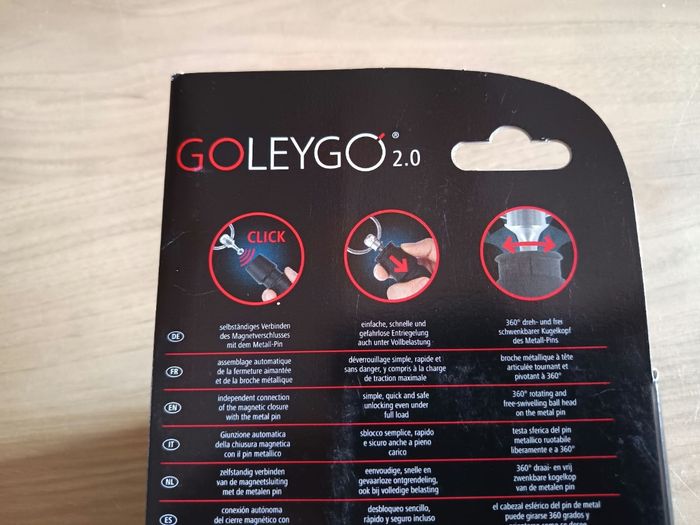 GOLEYGO® 2.0
CLICK
DE
selbständiges Verbinden
des Magnetverschlusses
mit dem Metall-Pin
einfache, schnelle und
gefahrlose Entriegelung
auch unter Vollbelastung
360° dreh- und frei
schwenkbarer Kugelkopf
des Metall-Pins
FR
assemblage automatique
de la fermeture aimantée
et de la broche métallique
déverrouillage simple, rapide et
sans danger, y compris à la charge
de traction maximale
broche métallique à tête
articulée tournant et
pivotant à 360°
EN
independent connection
of the magnetic closure
with the metal pin
simple, quick and safe
unlocking even under
full load
360° rotating and
free-swivelling ball head
on the metal pin
IT
Giunzione automatica
della chiusura magnetica
con il pin metallico
sblocco semplice, rapido
e sicuro anche a pieno
carico
testa sferica del pin
metallico ruotabile
liberamente e a 360°
NL
zelfstandig verbinden
van de magneetsluiting
met de metalen pin
eenvoudige, snelle en
gevaarloze ontgrendeling,
ook bij volledige belasting
360° draai- en vrij
zwenkbare kogelkop
van de metalen pin
ES
conexión autónoma
del cierre magnético con
desbloqueo sencillo,
rápido y seguro incluso
el cabezal esférico del pin de metal
puede girarse 360 grados y